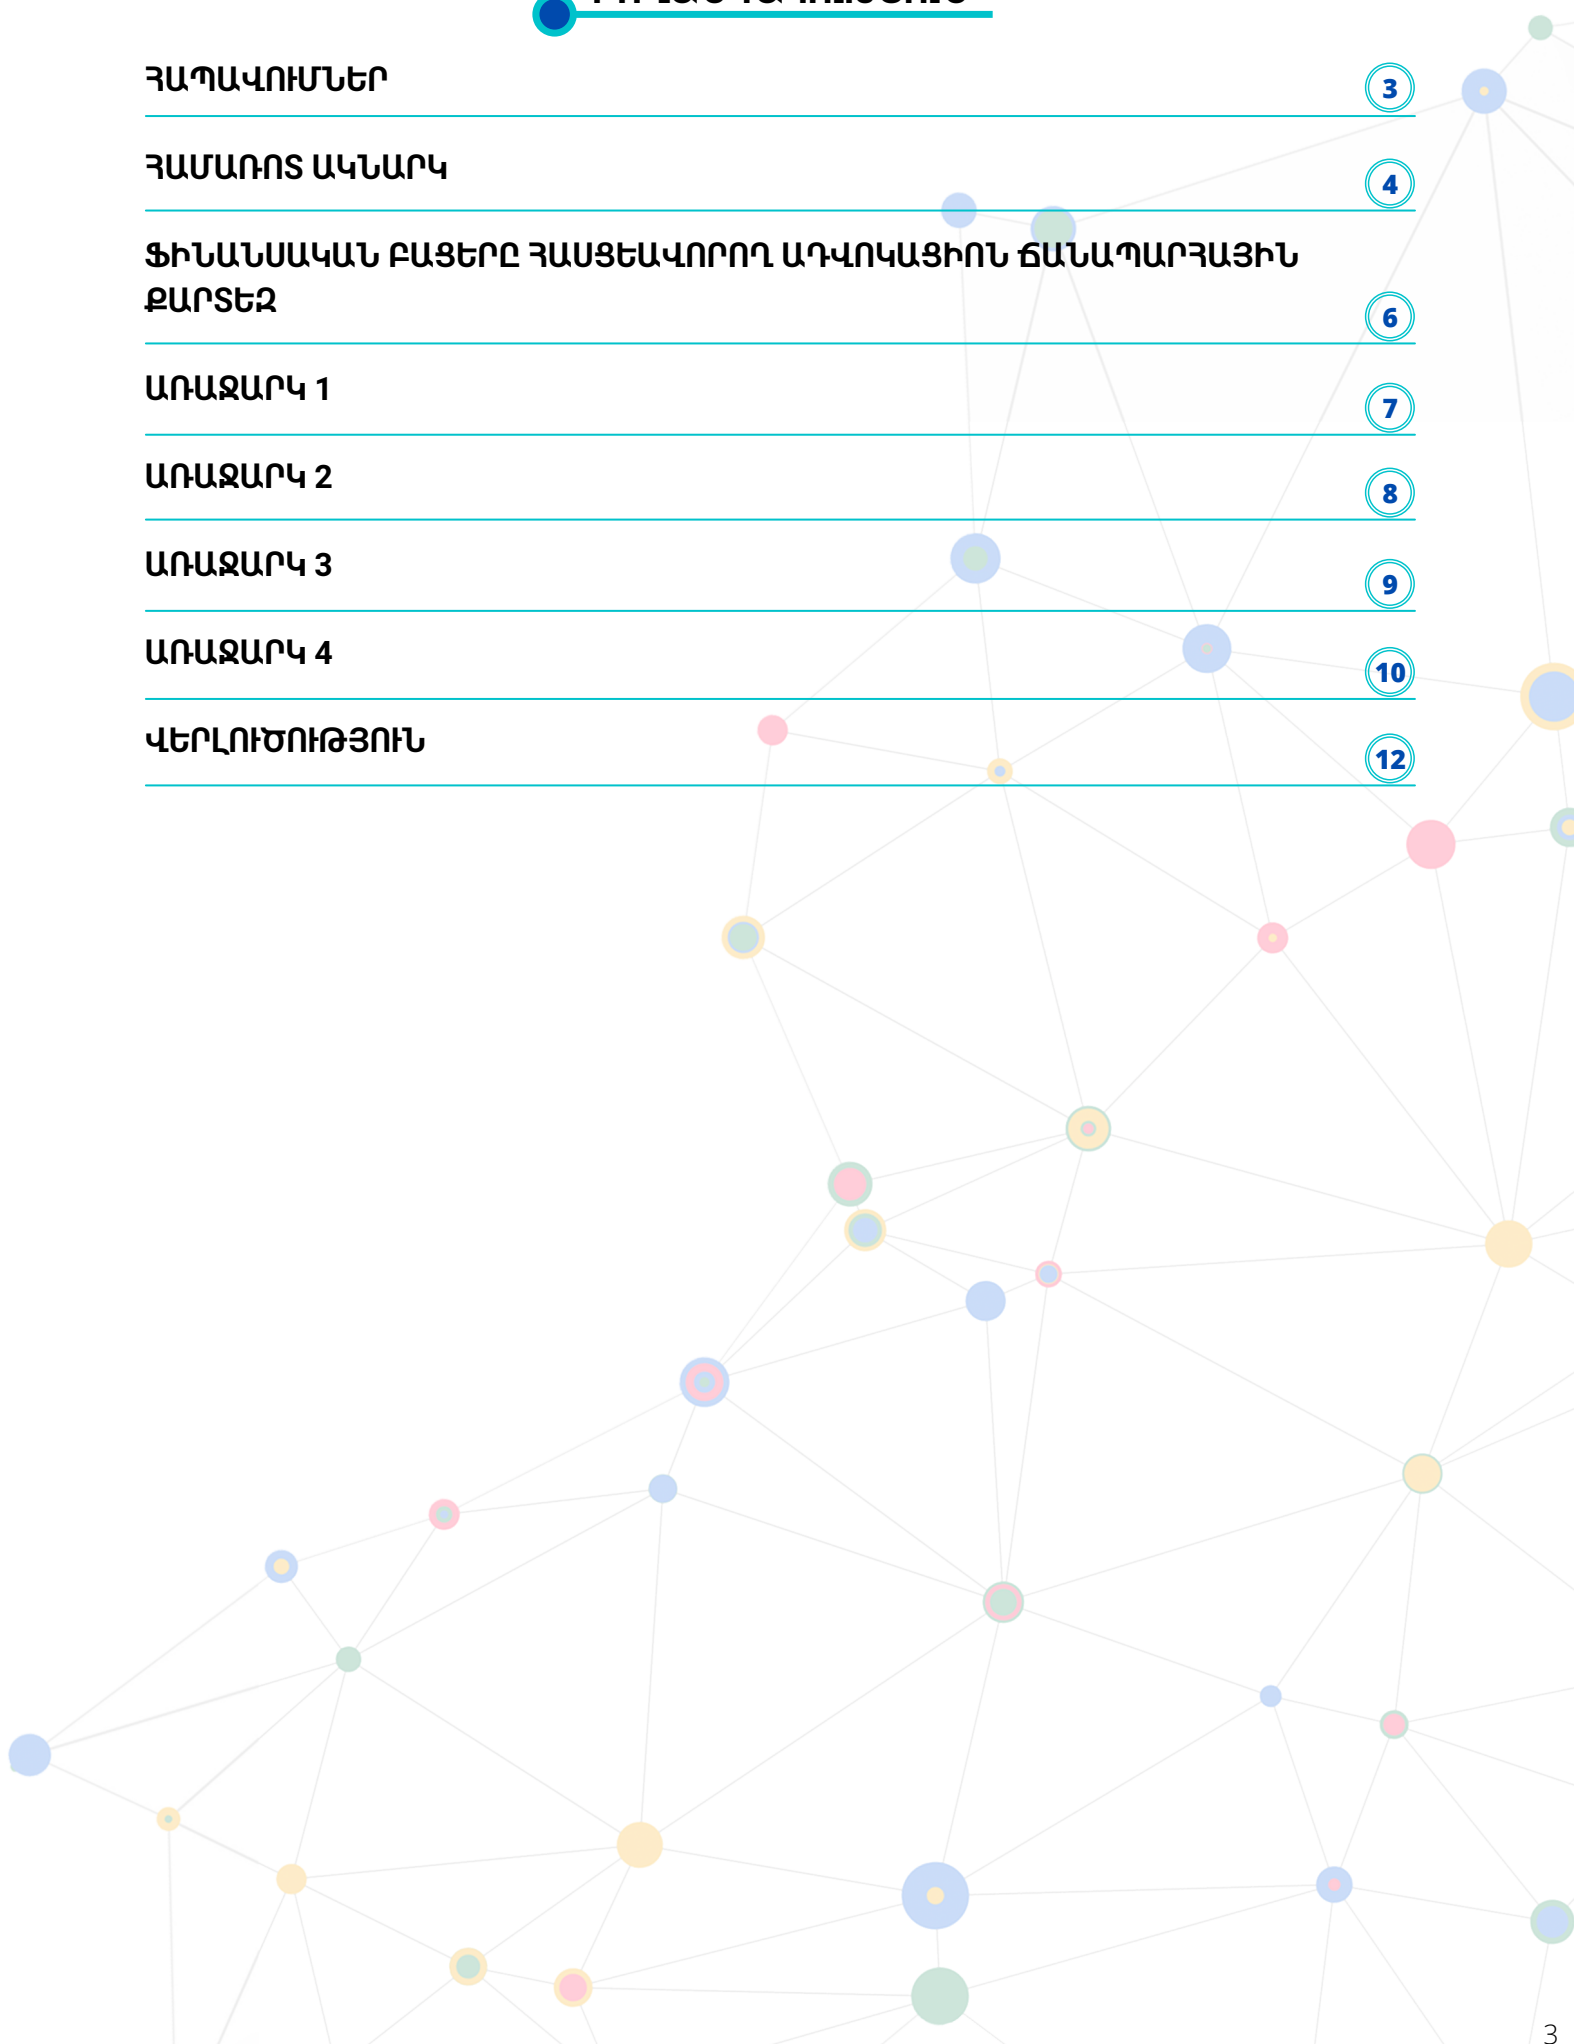 ՀԱՊԱՎՈՒՄՆԵՐ
3
ՀԱՄԱՌՈՏ ԱԿՆԱՐԿ
4
ՖԻՆԱՆՍԱԿԱՆ ԲԱՑԵՐԸ ՀԱՍՑԵԱՎՈՐՈՂ ԱԴՎՈԿԱՑԻՈՆ ՃԱՆԱՊԱՐՀԱՅԻՆ
ՔԱՐՏԵԶ
6
ԱՌԱՋԱՐԿ 1
7
ԱՌԱՋԱՐԿ 2
8
ԱՌԱՋԱՐԿ 3
9
ԱՌԱՋԱՐԿ 4
10
ՎԵՐԼՈՒԾՈՒԹՅՈՒՆ
12
3